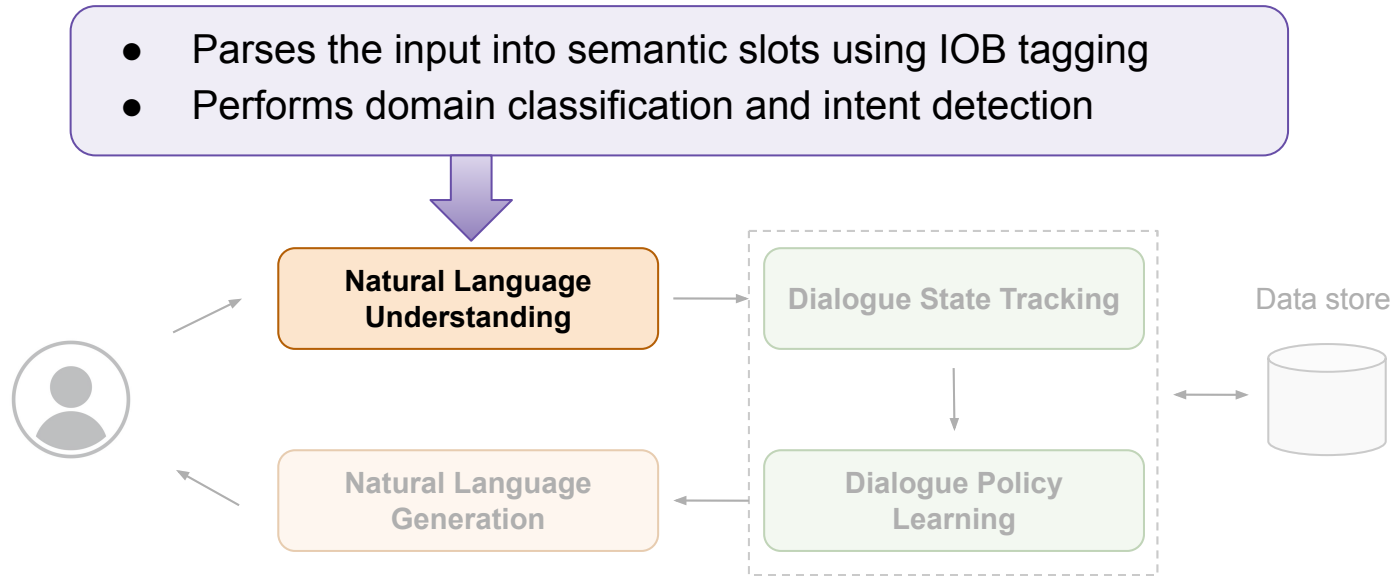 ● Parses the input into semantic slots using IOB tagging
● Performs domain classification and intent detection
Natural Language
Understanding
Dialogue State Tracking
Data store
Natural Language
Generation
Dialogue Policy
Learning